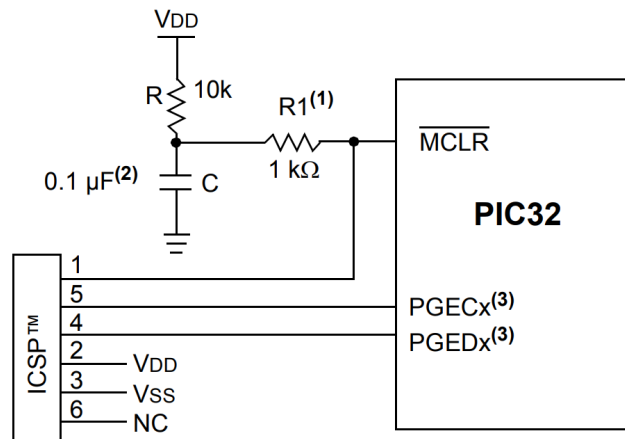 VDD
R 10k
R1(1)
1 kΩ
0.1 µF(2) C
MCLR
PIC32
ICSP™
1
5 PGECx(3)
4 PGEDx(3)
2 VDD
3 VSS
6 NC